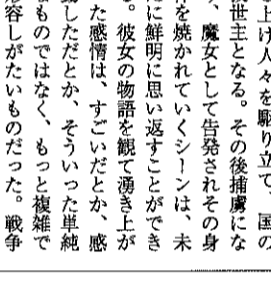 上げ人々を駆り立て、国の
世主となる。その後捕虜にな
、魔女として告発されその身
を焼かれていくシーンは、未
だに鮮明に思い返すことができ
る。彼女の物語を観て湧き上が
った感情は、すごいだとか、感
動しただとか、そういった単純
なものではなく、もっと複雑で
形容しがたいものだった。戦争